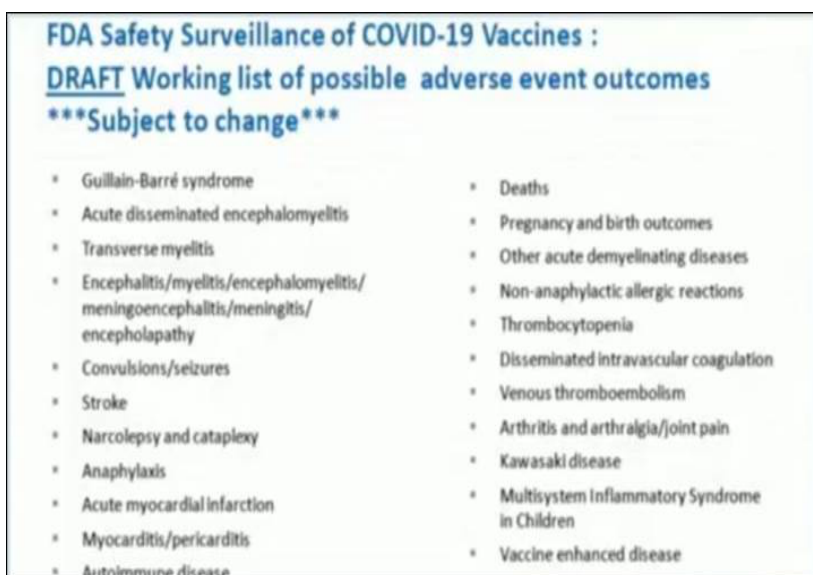 FDA Safety Surveillance of COVID-19 Vaccines :
DRAFT Working list of possible adverse event outcomes
***Subject to change***
Guillain-Barré syndrome
Acute disseminated encephalomyelitis
Transverse myelitis
Encephalitis/myelitis/encephalomyelitis/
meningoencephalitis/meningitis/
encepholapathy
Convulsions/seizures
Stroke
Narcolepsy and cataplexy
Anaphylaxis
Acute myocardial infarction
Myocarditis/pericarditis
Autoimmune disease
Deaths
Pregnancy and birth outcomes
Other acute demyelinating diseases
Non-anaphylactic allergic reactions
Thrombocytopenia
Disseminated intravascular coagulation
Venous thromboembolism
Arthritis and arthralgia/joint pain
Kawasaki disease
Multisystem Inflammatory Syndrome
in Children
Vaccine enhanced disease